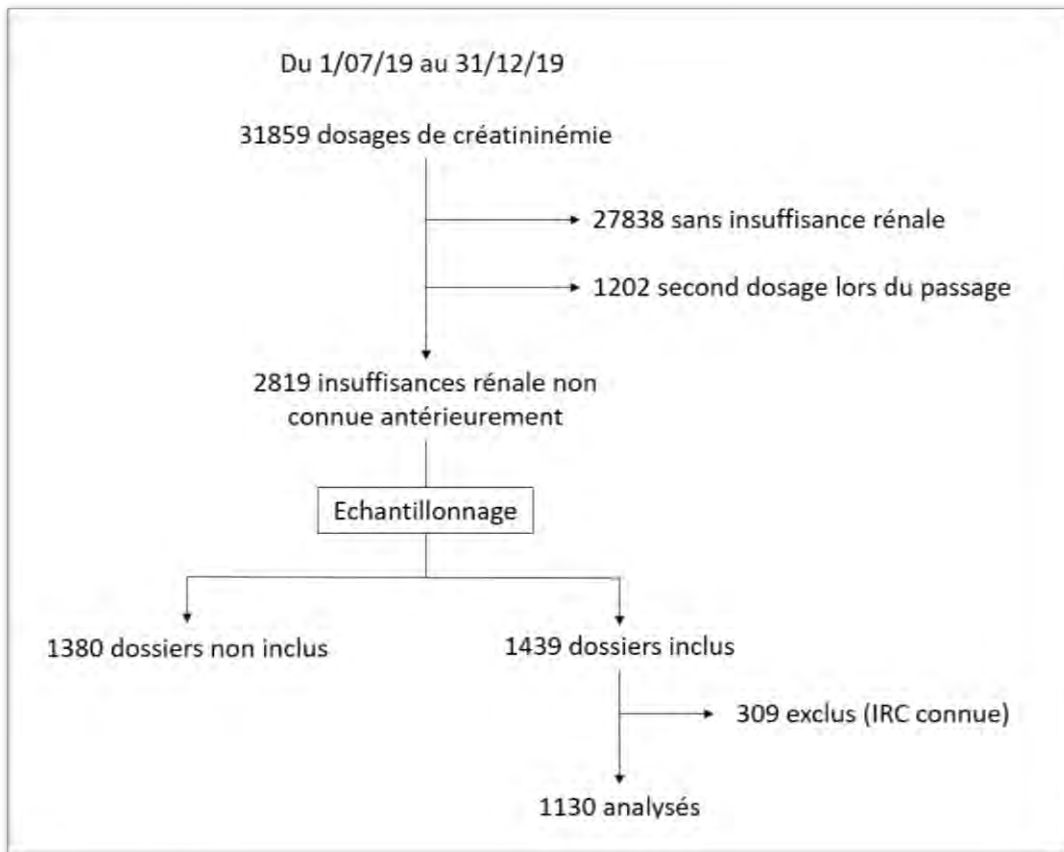 Du 1/07/19 au 31/12/19
31859 dosages de créatininémie
27838 sans insuffisance rénale
1202 second dosage lors du passage
2819 insuffisances rénale non
connue antérieurement
Echantillonnage
1380 dossiers non inclus
1439 dossiers inclus
309 exclus (IRC connue)
1130 analysés